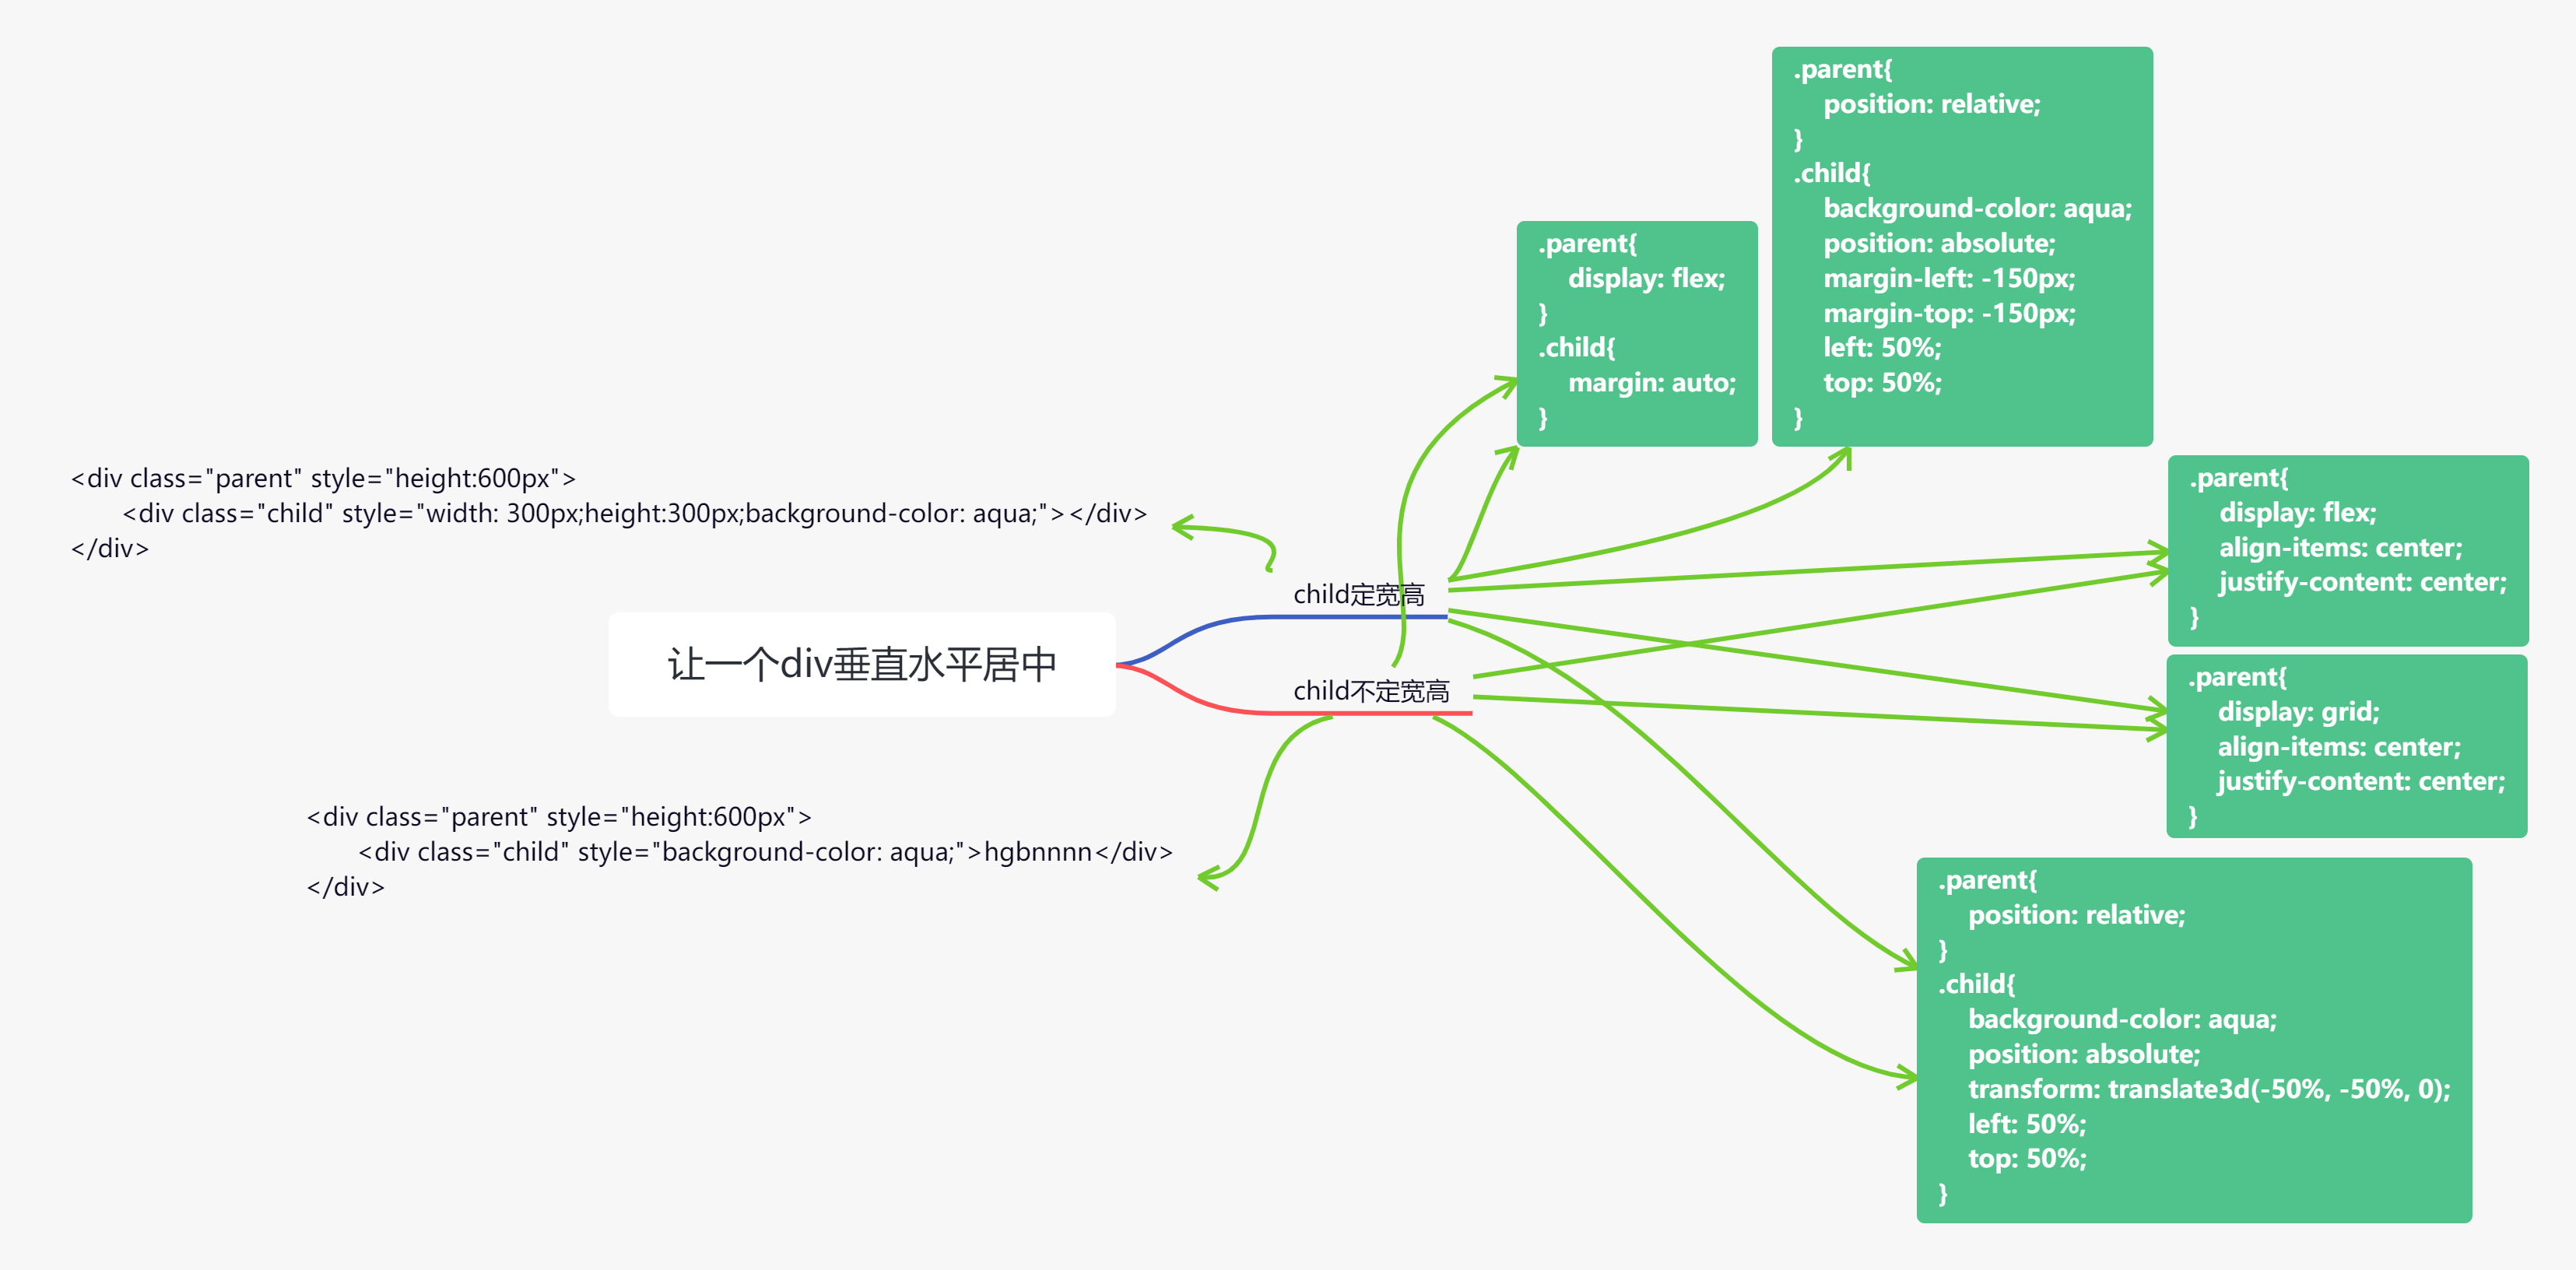 <div class="parent" style="height:600px">
<div class="child" style="width: 300px;height:300px;background-color: aqua;"></div>
</div>
让一个div垂直水平居中
child定宽高
child不定宽高
<div class="parent" style="height:600px">
<div class="child" style="background-color: aqua;">hgbnnnn</div>
</div>
.parent{
display: flex;
}
.child{
margin: auto;
}
.parent{
position: relative;
}
.child{
background-color: aqua;
position: absolute;
margin-left: -150px;
margin-top: -150px;
left: 50%;
top: 50%;
}
.parent{
display: flex;
align-items: center;
justify-content: center;
}
.parent{
display: grid;
align-items: center;
justify-content: center;
}
.parent{
position: relative;
}
.child{
background-color: aqua;
position: absolute;
transform: translate3d(-50%, -50%, 0);
left: 50%;
top: 50%;
}